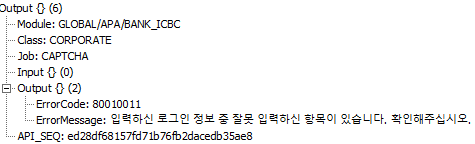 Output {} (6)
Module: GLOBAL/APA/BANK_ICBC
Class: CORPORATE
Job: CAPTCHA
Input {} (0)
Output {} (2)
ErrorCode: 80010011
ErrorMessage: 입력하신 로그인 정보 중 잘못 입력하신 항목이 있습니다. 확인해주십시오.
API_SEQ: ed28df68157fd71b76fb2dacedb35ae8